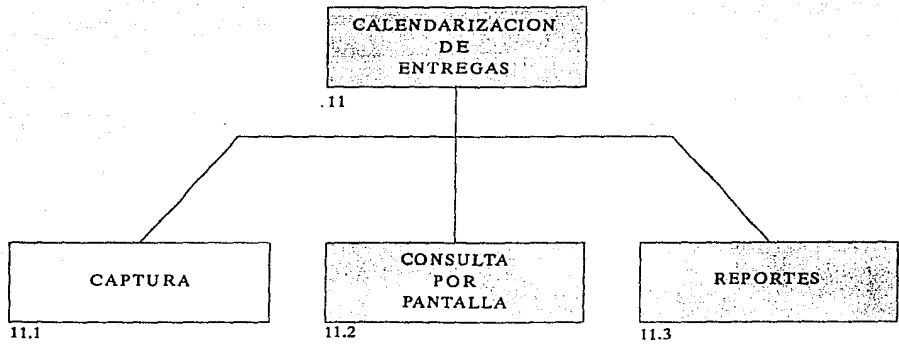 CALENDARIZACION
DE
ENTREGAS
.11
CAPTURA
11.1
CONSULTA
POR
PANTALLA
11.2
REPORTES
11.3